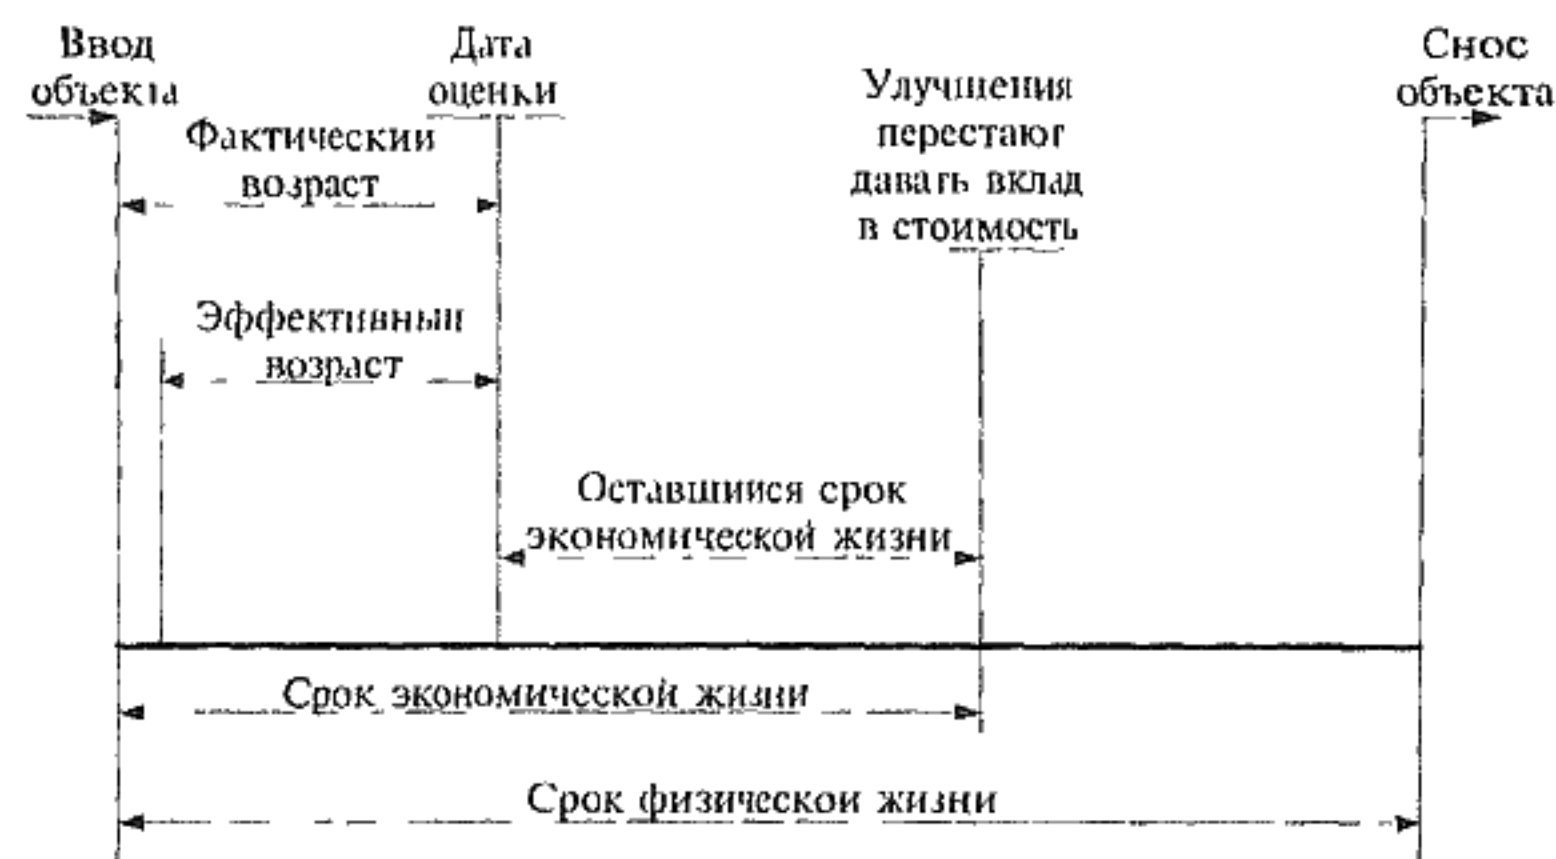 Ввод
объекта
Дата
оценки
Снос
объекта
Улучшения
перестают
давать вклад
в стоимость
Фактический
возраст
Эффективный
возраст
Оставшийся срок
экономической жизни
Срок экономической жизни
Срок физической жизни